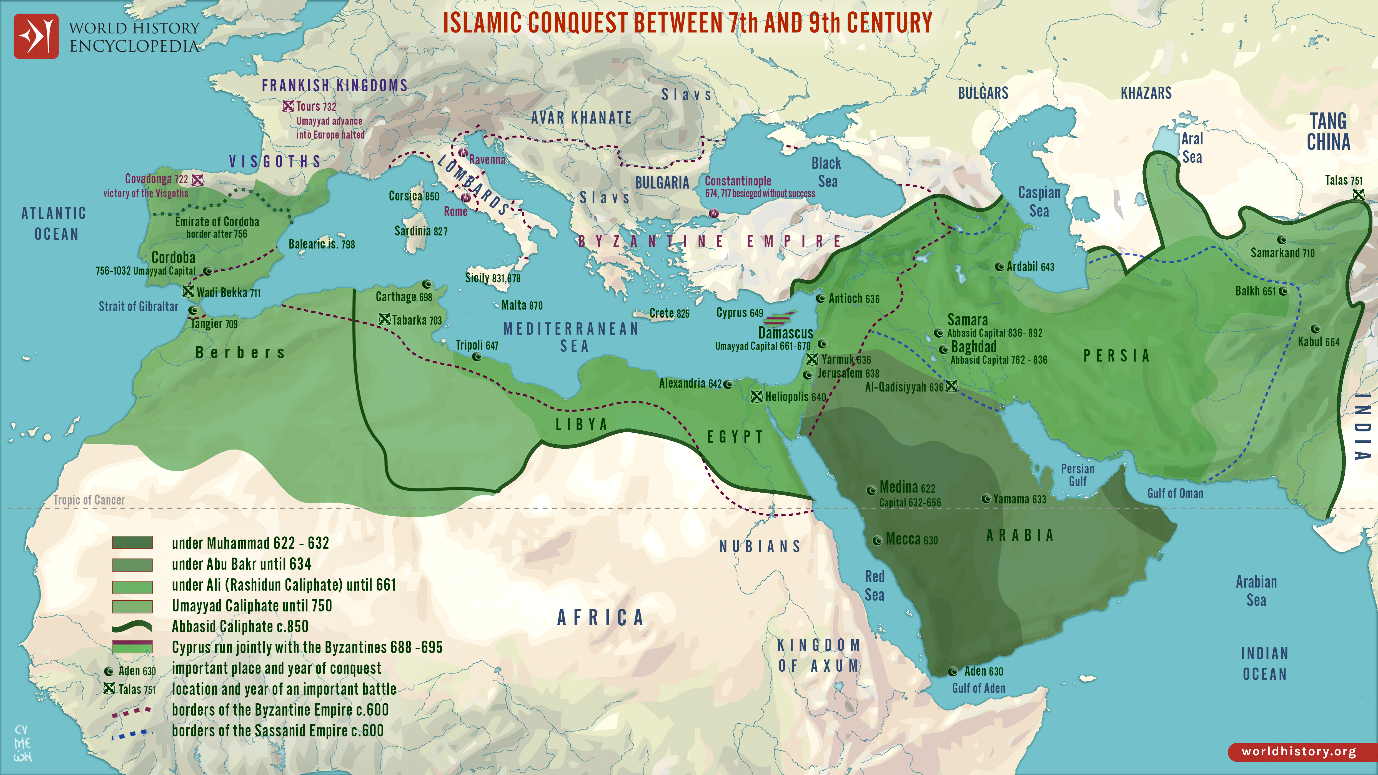 WORLD HISTORY
ENCYCLOPEDIA
ISLAMIC CONQUEST BETWEEN 7th AND 9th CENTURY
FRANKISH KINGDOMS
Tours 732
Umayyad advance
into Europe halted
VISGOTHS
Covadonga 722
victory of the Visgoths
ATLANTIC
OCEAN
Emirate of Cordoba
border after 756
Cordoba
756-1032 Umayyad Capital
Wadi Bekka 711
Strait of Gibraltar
Tangier 709
Balearic is. 798
Berbers
Slavs
AVAR KHANATE
Ravenna
LOMBARDS
Rome
Corsica 850
Sardinia 827
Slavs
BULGARIA
Constantinople
674, 717 besieged without success
Black
Sea
BYZANTINE EMPIRE
Sicily 831,878
Malta 870
Carthage 698
Tabarka 703
Tripoli 647
MEDITERRANEAN
SEA
Crete 826
Cyprus 649
BULGARS
KHAZARS
TANG
CHINA
Aral
Sea
Talas 751
Caspian
Sea
Samarkand 710
Ardabil 643
Balkh 651
Antioch 636
Damascus
Umayyad Capital 661-670
Samara
Abbasid Capital 836- 892
Baghdad
Abbasid Capital 762 - 836
PERSIA
Kabul 664
Yarmuk 636
Jerusalem 638
Al-Qadisiyyah 636
Alexandria 642
Heliopolis 640
INDIA
LIBYA
EGYPT
Persian
Gulf
Gulf of Oman
Medina 622
Capital 632-656
Yamama 633
ARABIA
Mecca 630
Tropic of Cancer
NUBIANS
Red
Sea
Arabian
Sea
AFRICA
KINGDOM
OF AXUM
INDIAN
OCEAN
Aden 630
Gulf of Aden
under Muhammad 622 - 632
under Abu Bakr until 634
under Ali (Rashidun Caliphate) until 661
Umayyad Caliphate until 750
Abbasid Caliphate c.850
Cyprus run jointly with the Byzantines 688 -695
Aden 630 important place and year of conquest
Talas 751 location and year of an important battle
borders of the Byzantine Empire c.600
borders of the Sassanid Empire c.600
worldhistory.org